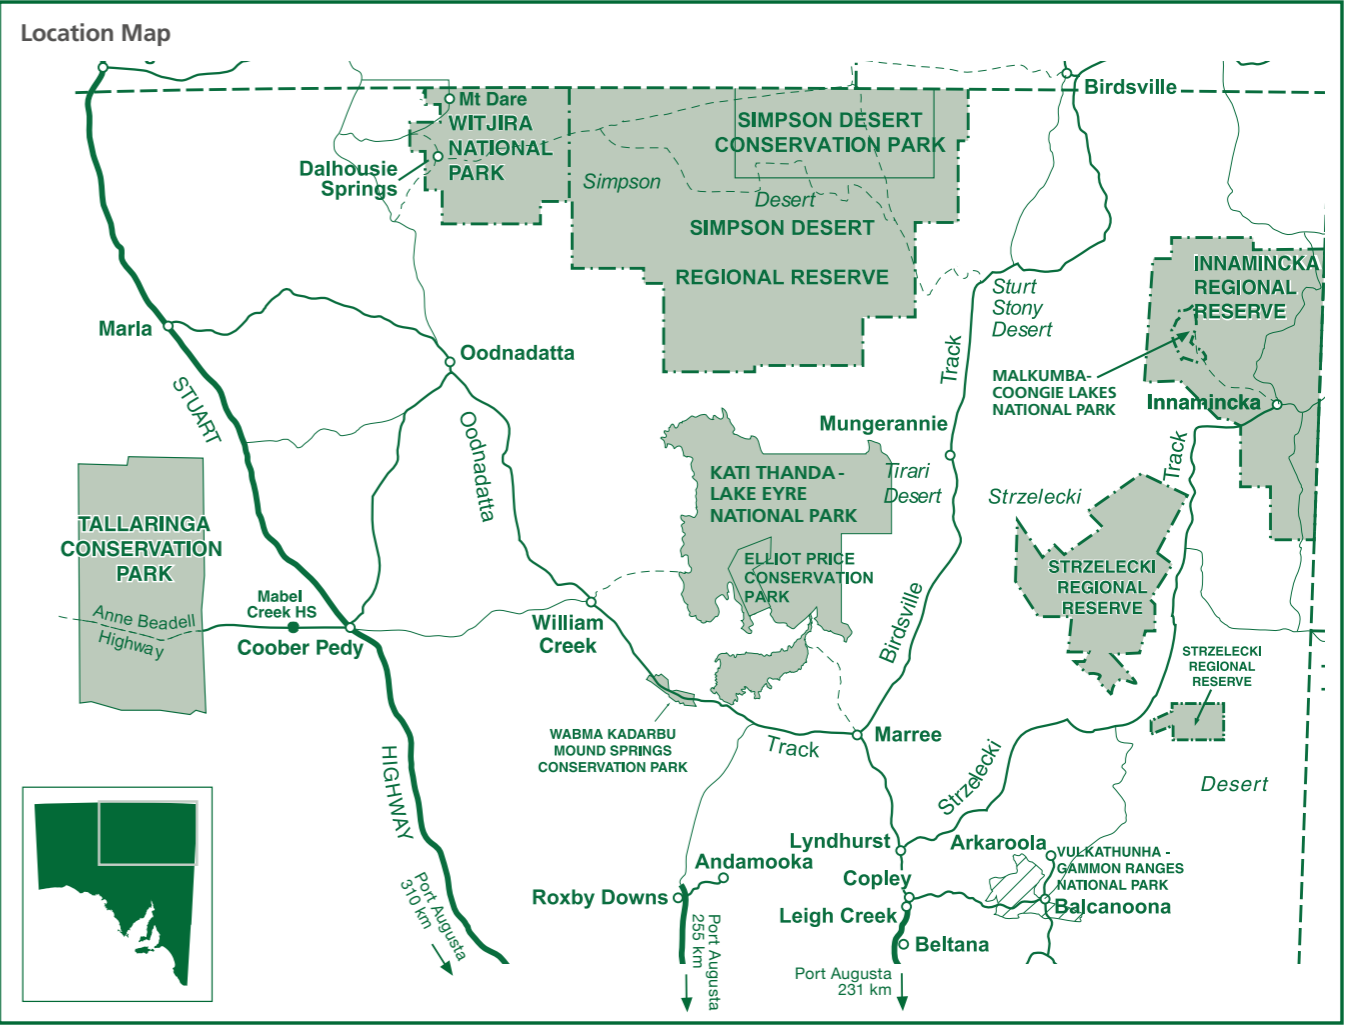 Location Map
Birdsville
Mt Dare
WITJIRA
NATIONAL
PARK
Dalhousie
Springs
SIMPSON DESERT
CONSERVATION PARK
Simpson
Desert
SIMPSON DESERT
REGIONAL RESERVE
INNAMINCKA
REGIONAL
RESERVE
Sturt
Stony
Desert
Marla
Oodnadatta
STUART
Oodnadatta
Track
MALKUMBA-
COONGIE LAKES
NATIONAL PARK
Innamincka
Mungerannie
Track
KATI THANDA -
LAKE EYRE
NATIONAL PARK
Tirari
Desert
Strzelecki
TALLARINGA
CONSERVATION
PARK
ELLIOT PRICE
CONSERVATION
PARK
STRZELECKI
REGIONAL
RESERVE
Mabel
Creek HS
Anne Beadell
Highway
Coober Pedy
William
Creek
Birdsville
STRZELECKI
REGIONAL
RESERVE
WABMA KADARBU
MOUND SPRINGS
CONSERVATION PARK
Track
Marree
HIGHWAY
Strzelecki
Desert
Lyndhurst
Arkaroola
VULKATHUNHA -
GAMMON RANGES
NATIONAL PARK
Andamooka
Copley
Roxby Downs
Leigh Creek
Balcanoona
Beltana
Port Augusta
310 km
Port Augusta
255 km
Port Augusta
231 km